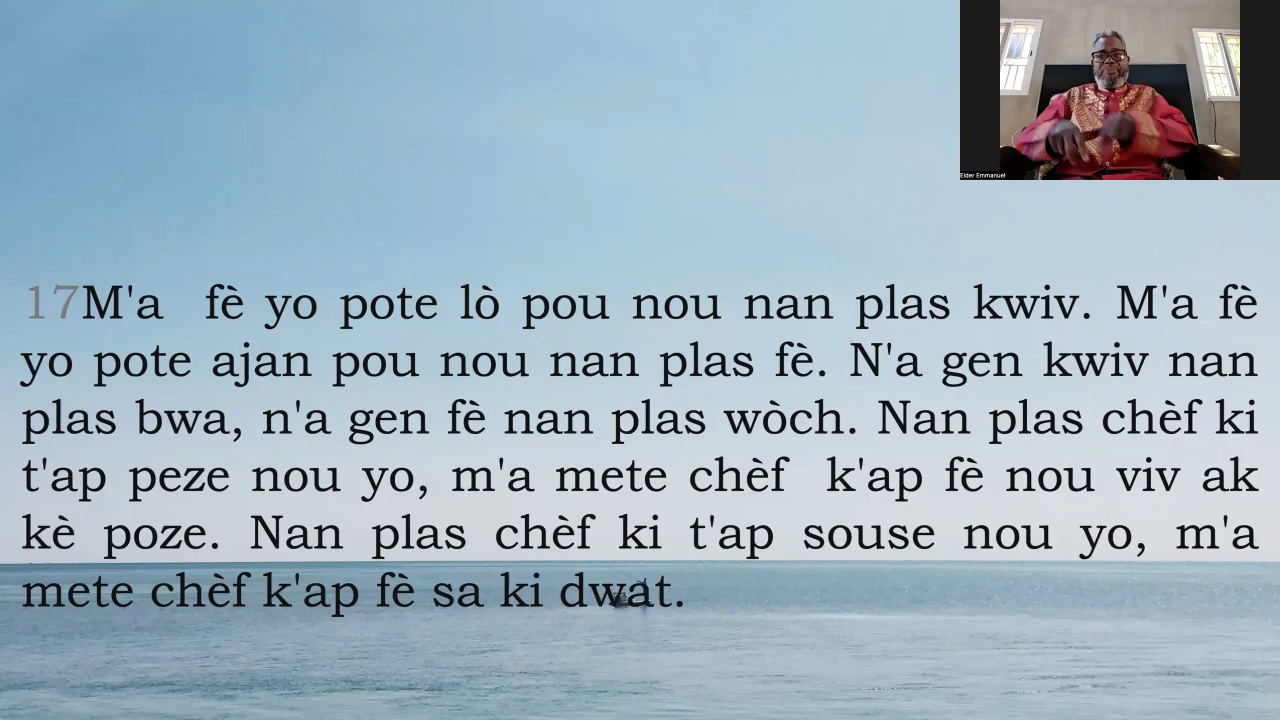 Elder Emmanuel
17M'a fè yo pote lò pou nou nan plas kwiv. M'a fè
yo pote ajan pou nou nan plas fè. N'a gen kwiv nan
plas bwa, n'a gen fè nan plas wòch. Nan plas chèf ki
t'ap peze nou yo, m'a mete chèf k'ap fè nou viv ak
kè poze. Nan plas chèf ki t'ap souse nou yo, m'a
mete chèf k'ap fè sa ki dwat.